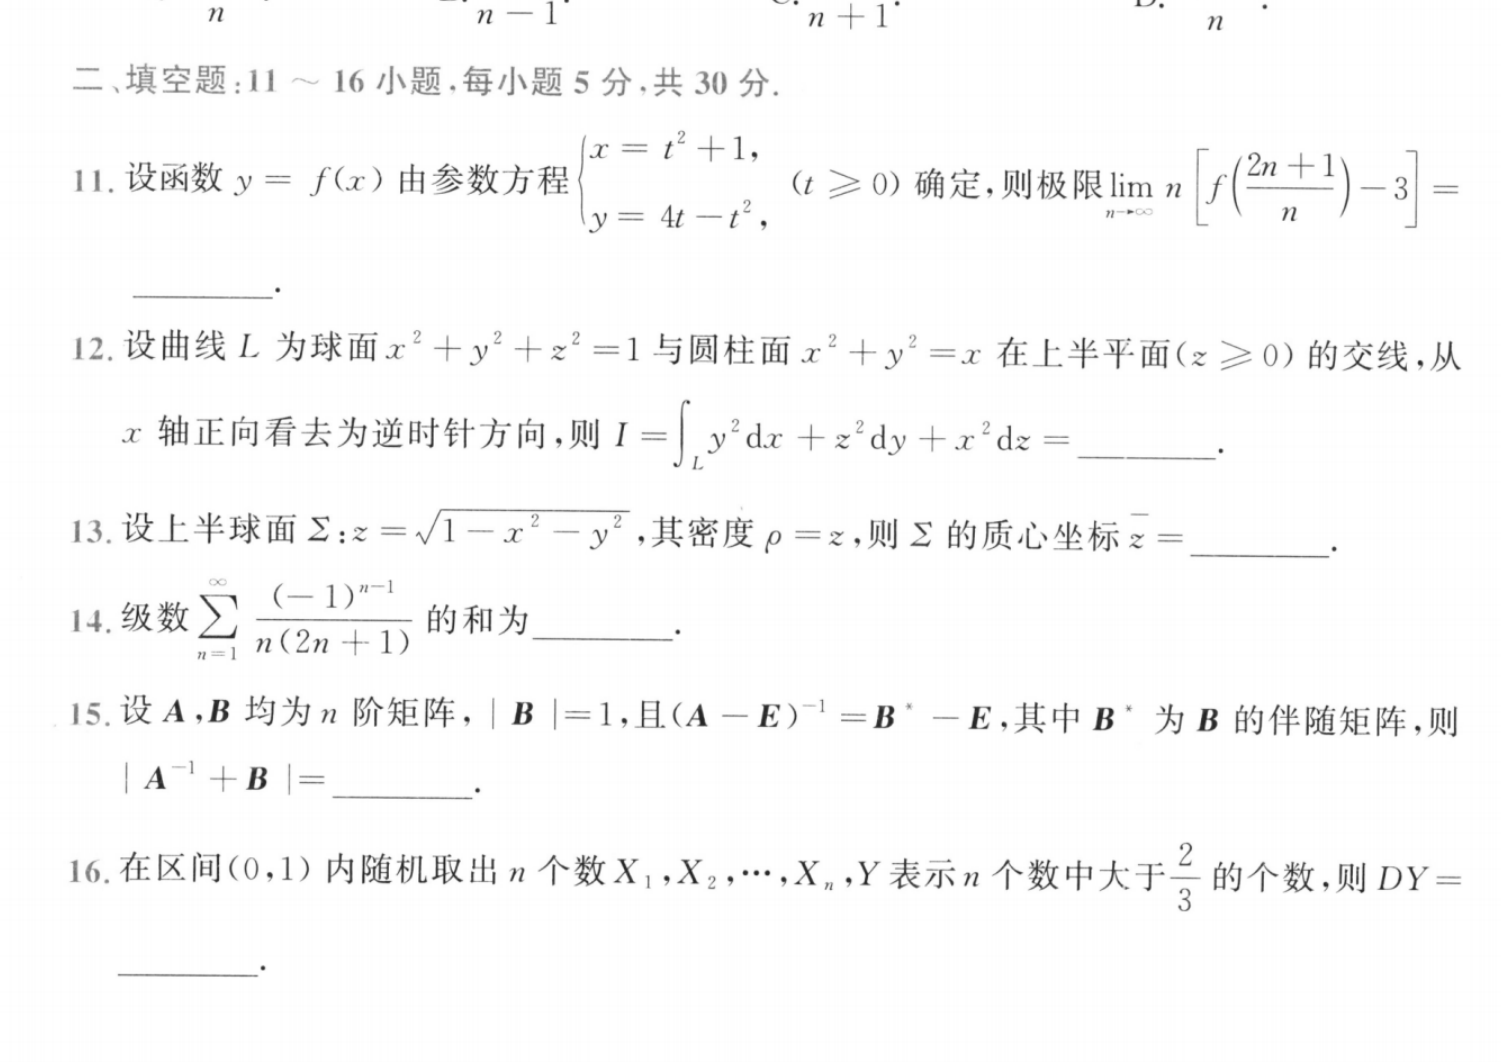 n n − 1 . n + 1 . n .
二、填空题:11 ～ 16 小题,每小题 5 分,共 30 分.
11. 设函数 y = f(x) 由参数方程 { x = t² + 1, y = 4t − t², (t ⩾ 0) 确定,则极限 lim n→∞ n [ f( (2n + 1)/n ) − 3 ] =
________.
12. 设曲线 L 为球面 x² + y² + z² = 1 与圆柱面 x² + y² = x 在上半平面(z ⩾ 0) 的交线,从
x 轴正向看去为逆时针方向,则 I = ∫_L y²dx + z²dy + x²dz = ________.
13. 设上半球面 Σ:z = √(1 − x² − y²) ,其密度 ρ = z,则 Σ 的质心坐标 z̄ = ________.
14. 级数 ∑_{n=1}^{∞} (− 1)^{n−1} / n(2n + 1) 的和为________.
15. 设 A,B 均为 n 阶矩阵, | B |= 1,且(A − E)⁻¹ = B* − E,其中 B* 为 B 的伴随矩阵,则
| A⁻¹ + B |= ________.
16. 在区间(0,1) 内随机取出 n 个数 X₁,X₂,⋯,Xₙ,Y 表示 n 个数中大于 2/3 的个数,则 DY =
________.